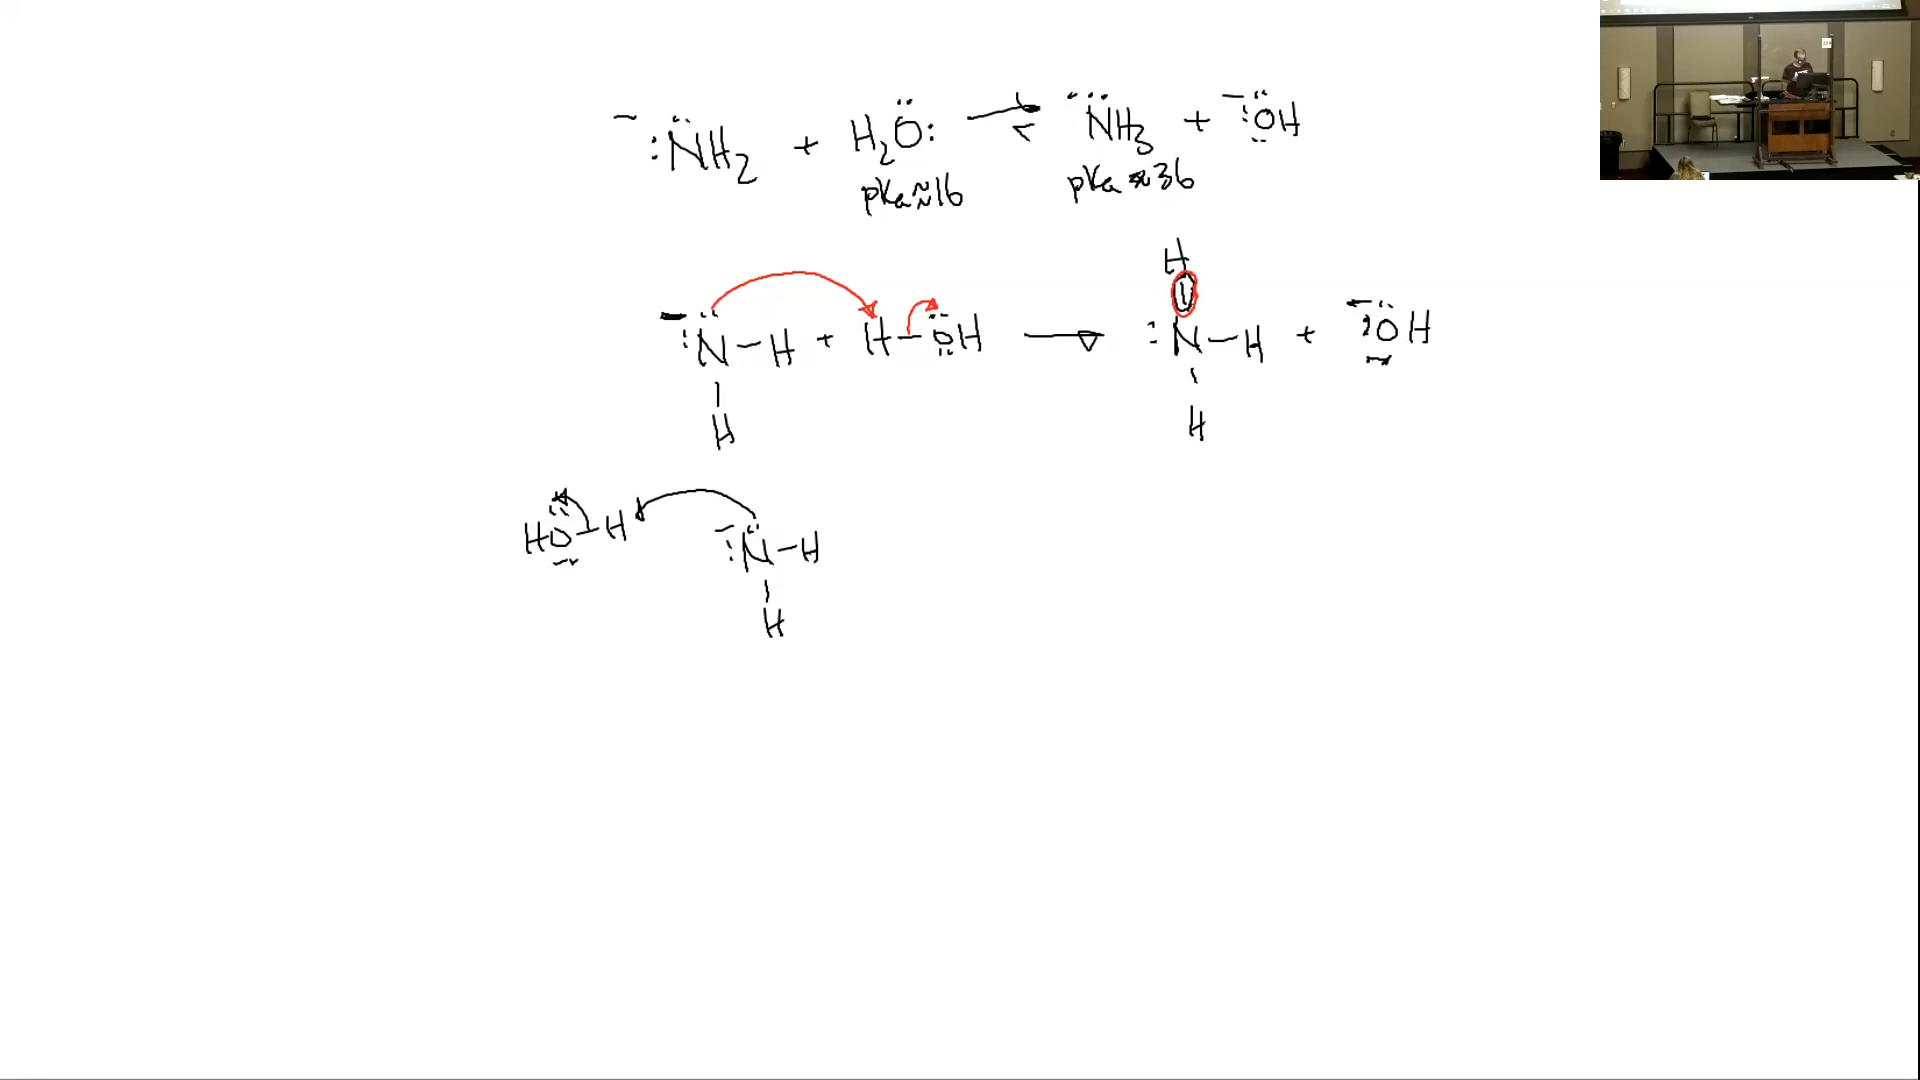 ⁻:N̈H₂ + H₂Ö: ⇌ ⁻N̈H₃ + ⁻:ÖH
pKa≈16 pKa≈36
H
⁻:N̈–H + H–ÖH → :N–H + ⁻:ÖH
H H
HÖ–H ⁻:N̈–H
H